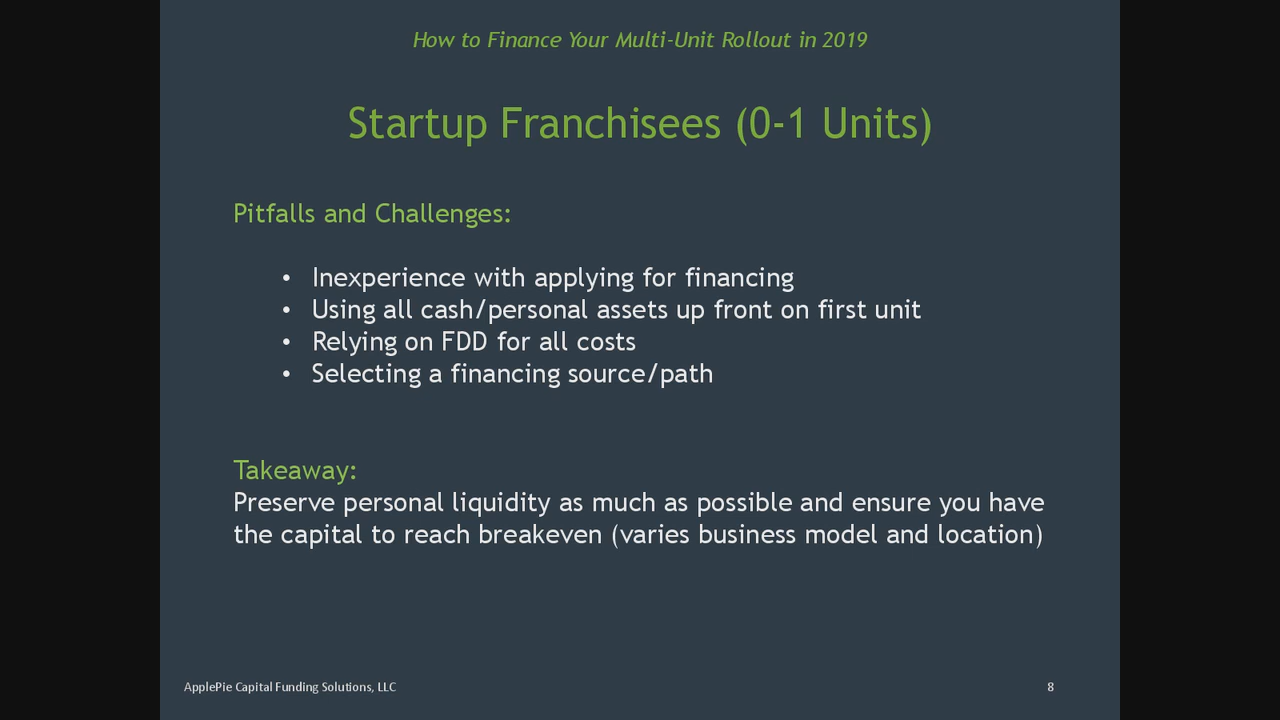 How to Finance Your Multi-Unit Rollout in 2019
Startup Franchisees (0-1 Units)
Pitfalls and Challenges:
• Inexperience with applying for financing
• Using all cash/personal assets up front on first unit
• Relying on FDD for all costs
• Selecting a financing source/path
Takeaway:
Preserve personal liquidity as much as possible and ensure you have
the capital to reach breakeven (varies business model and location)
ApplePie Capital Funding Solutions, LLC
8